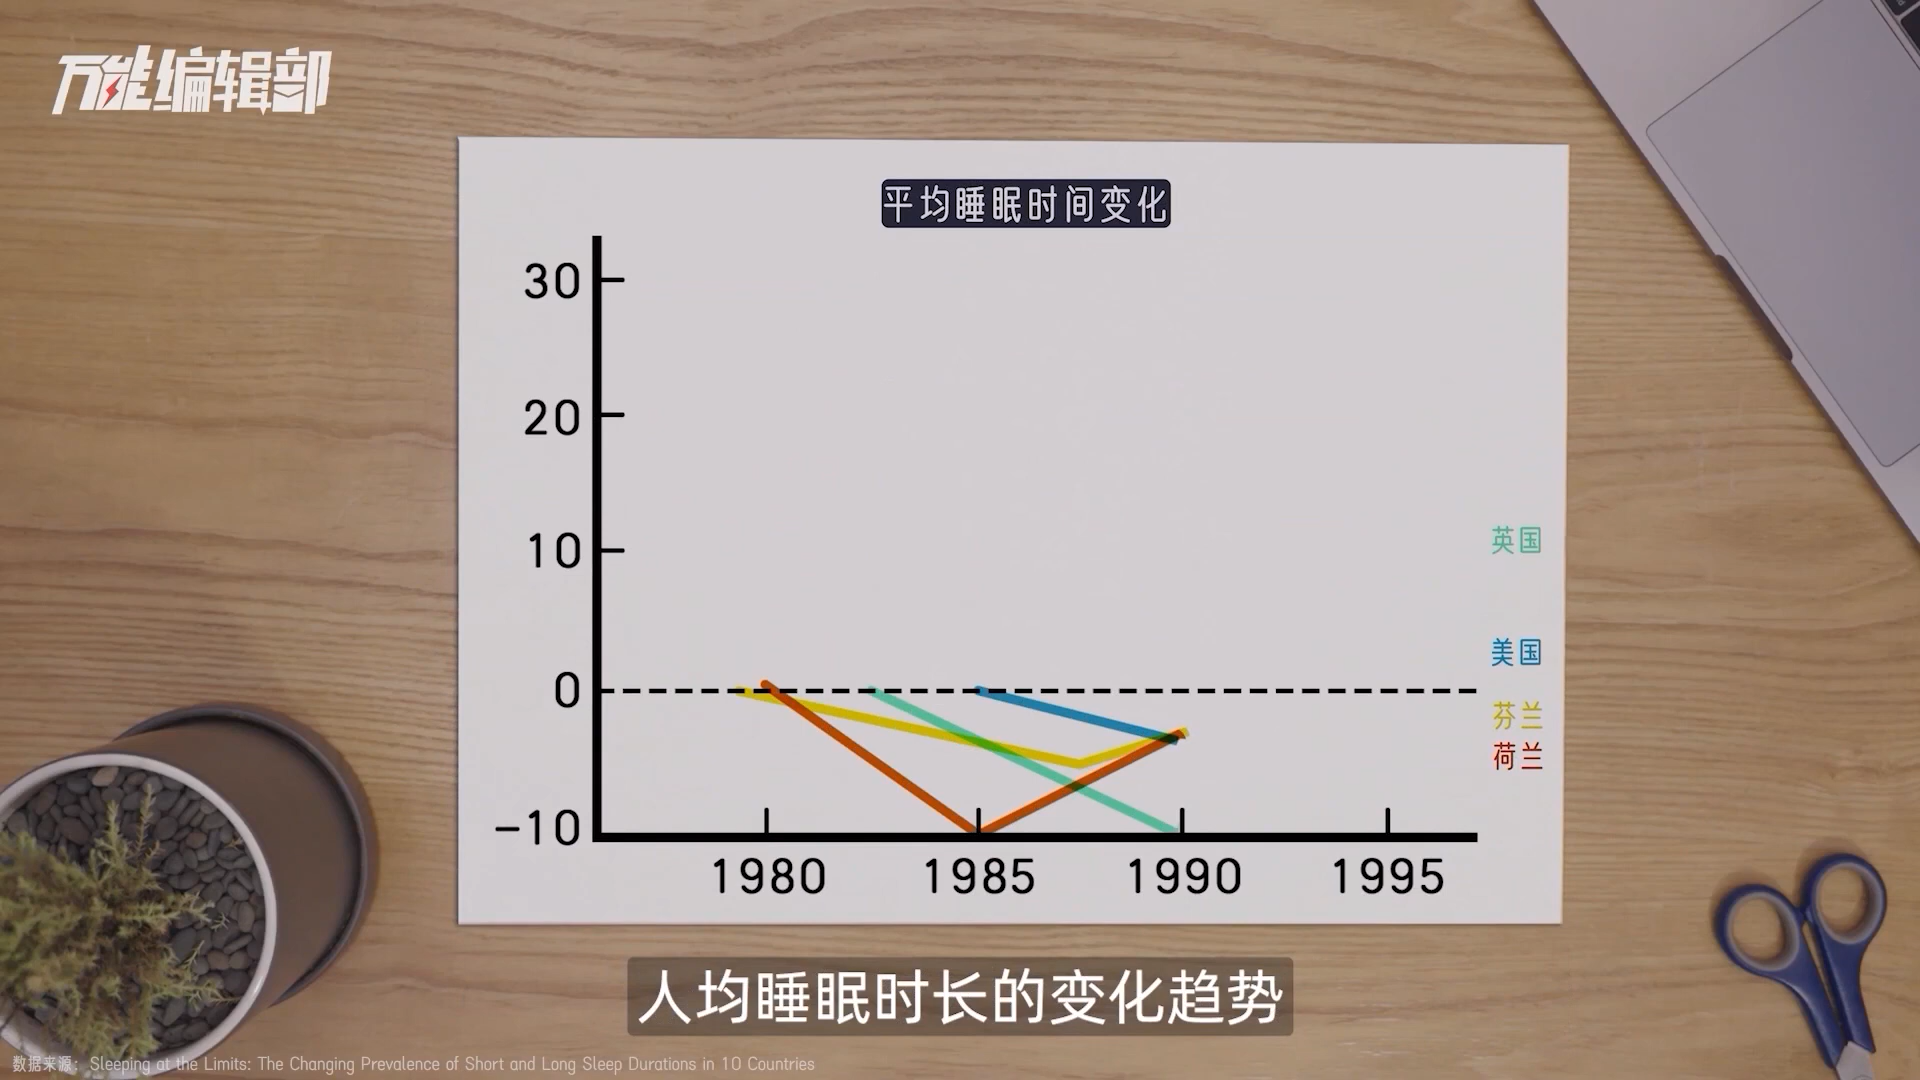 万能编辑部
平均睡眠时间变化
30
20
10
0
-10
1980 1985 1990 1995
英国
美国
芬兰
荷兰
人均睡眠时长的变化趋势
数据来源：Sleeping at the Limits: The Changing Prevalence of Short and Long Sleep Durations in 10 Countries